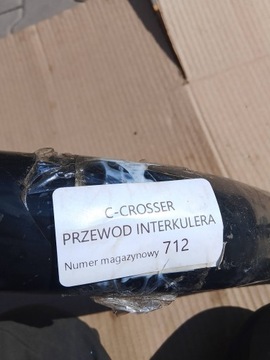 C-CROSSER
PRZEWOD INTERKULERA
Numer magazynowy 712